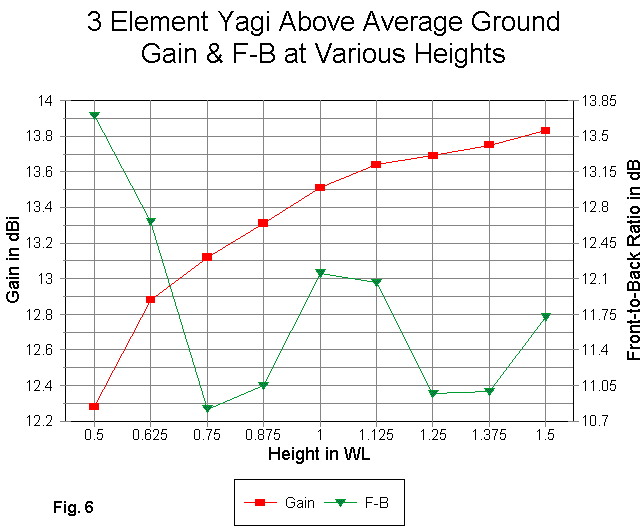 3 Element Yagi Above Average Ground
Gain & F-B at Various Heights
Gain in dBi
14
13.8
13.6
13.4
13.2
13
12.8
12.6
12.4
12.2
13.85
13.5
13.15
12.8
12.45
12.1
11.75
11.4
11.05
10.7
Front-to-Back Ratio in dB
0.5 0.625 0.75 0.875 1 1.125 1.25 1.375 1.5
Height in WL
Gain F-B
Fig. 6